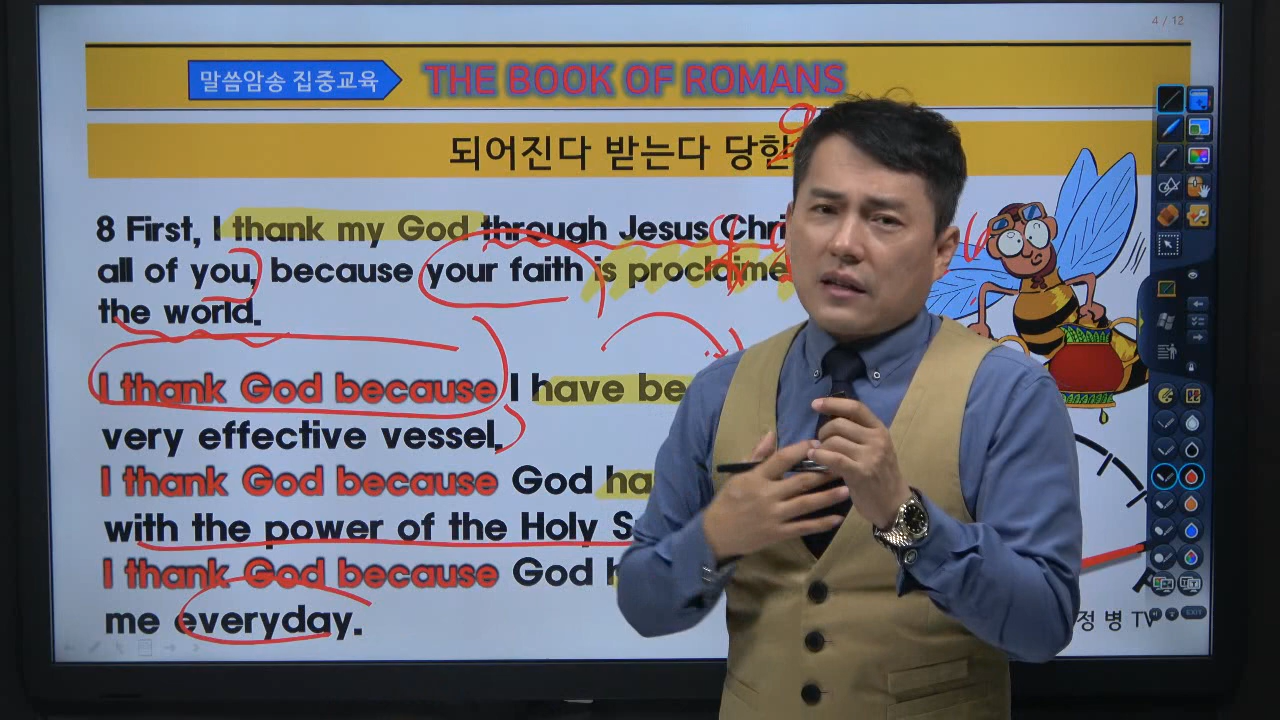 4 / 12
말씀암송 집중교육 THE BOOK OF ROMANS
되어진다 받는다 당한
8 First, I thank my God through Jesus Chri
all of you, because your faith is proclaime
the world.
I thank God because I have be
very effective vessel.
I thank God because God ha
with the power of the Holy S
I thank God because God h
me everyday.
정 병 TV
EXIT